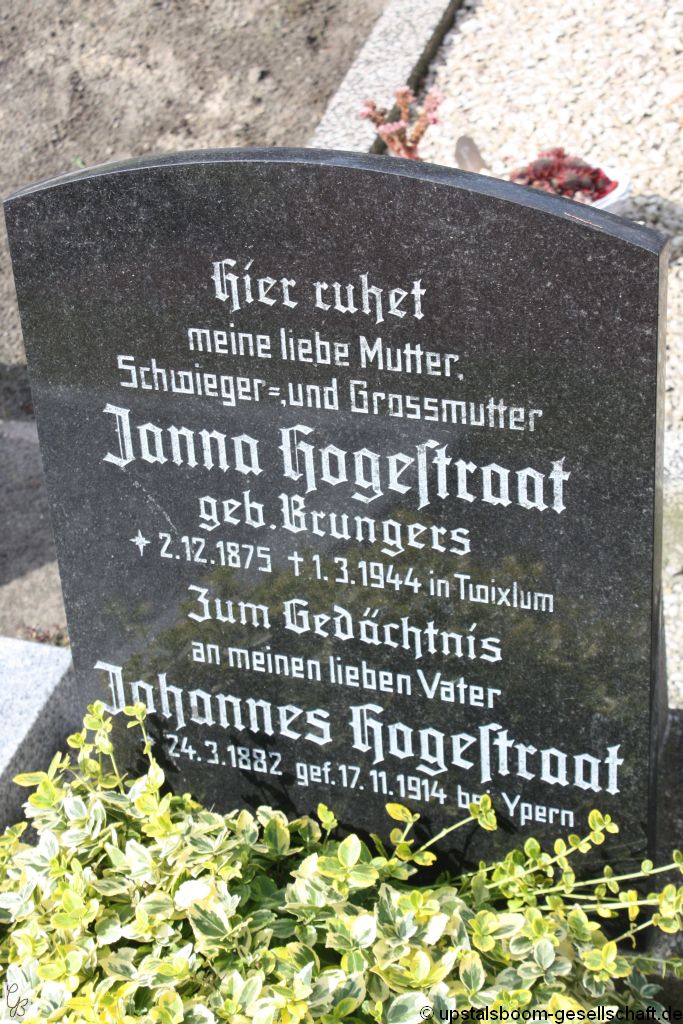 Hier ruhet
meine liebe Mutter,
Schwieger=, und Grossmutter
Janna Hogestraat
geb. Brungers
* 2.12.1875 † 1.3.1944 in Twixlum
Zum Gedächtnis
an meinen lieben Vater
Johannes Hogestraat
24.3.1882 gef. 17.11.1914 bei Ypern
GB
© upstalsboom-gesellschaft.de